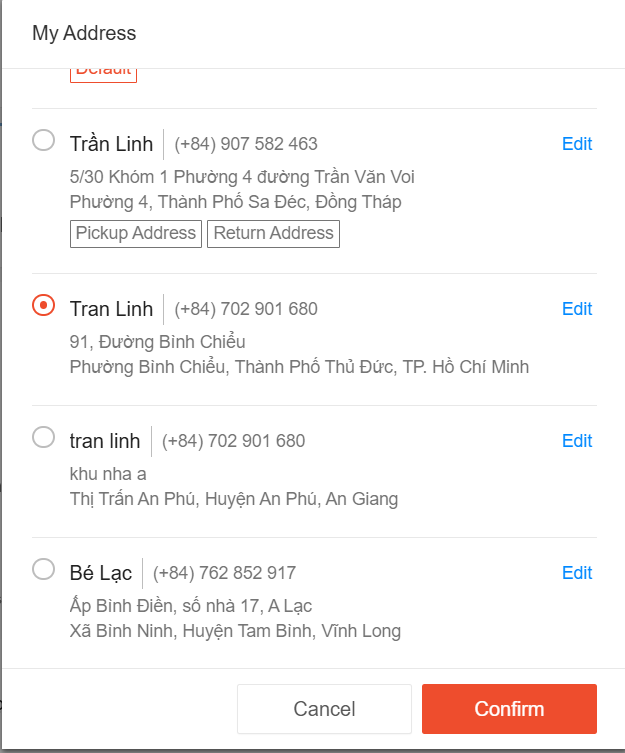 My Address
Default
Trần Linh (+84) 907 582 463 Edit
5/30 Khóm 1 Phường 4 đường Trần Văn Voi
Phường 4, Thành Phố Sa Đéc, Đồng Tháp
Pickup Address Return Address
Tran Linh (+84) 702 901 680 Edit
91, Đường Bình Chiểu
Phường Bình Chiểu, Thành Phố Thủ Đức, TP. Hồ Chí Minh
tran linh (+84) 702 901 680 Edit
khu nha a
Thị Trấn An Phú, Huyện An Phú, An Giang
Bé Lạc (+84) 762 852 917 Edit
Ấp Bình Điền, số nhà 17, A Lạc
Xã Bình Ninh, Huyện Tam Bình, Vĩnh Long
Cancel Confirm